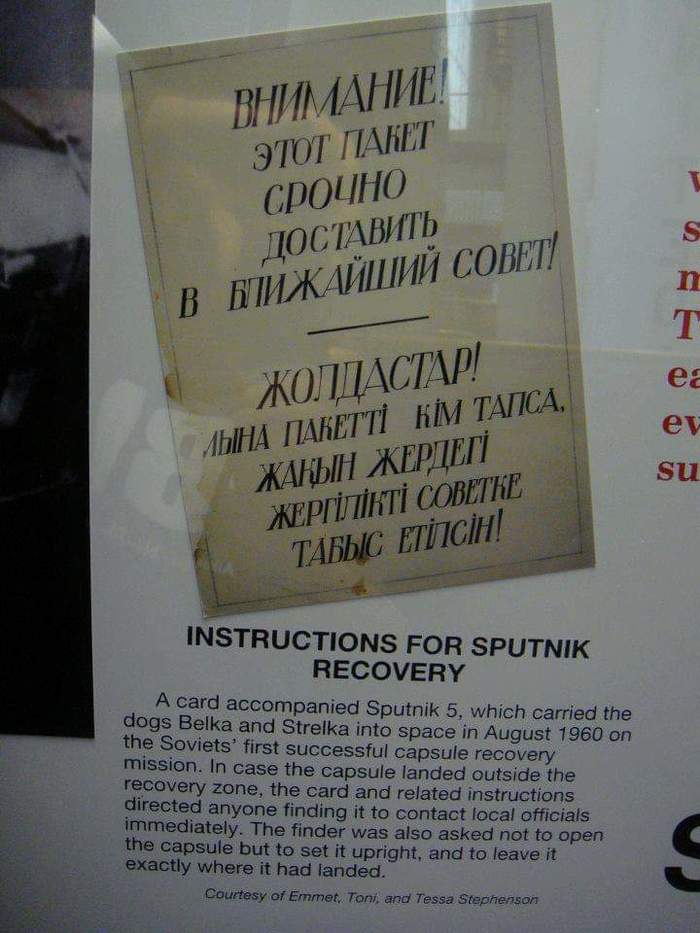 ВНИМАНИЕ!
ЭТОТ ПАКЕТ
СРОЧНО
ДОСТАВИТЬ
В БЛИЖАЙШИЙ СОВЕТ!
ЖОЛДАСТАР!
МЫНА ПАКЕТТІ КІМ ТАПСА,
ЖАҚЫН ЖЕРДЕГІ
ЖЕРГІЛІКТІ СОВЕТКЕ
ТАБЫС ЕТІЛСІН!
INSTRUCTIONS FOR SPUTNIK
RECOVERY
A card accompanied Sputnik 5, which carried the
dogs Belka and Strelka into space in August 1960 on
the Soviets' first successful capsule recovery
mission. In case the capsule landed outside the
recovery zone, the card and related instructions
directed anyone finding it to contact local officials
immediately. The finder was also asked not to open
the capsule but to set it upright, and to leave it
exactly where it had landed.
Courtesy of Emmet, Toni, and Tessa Stephenson